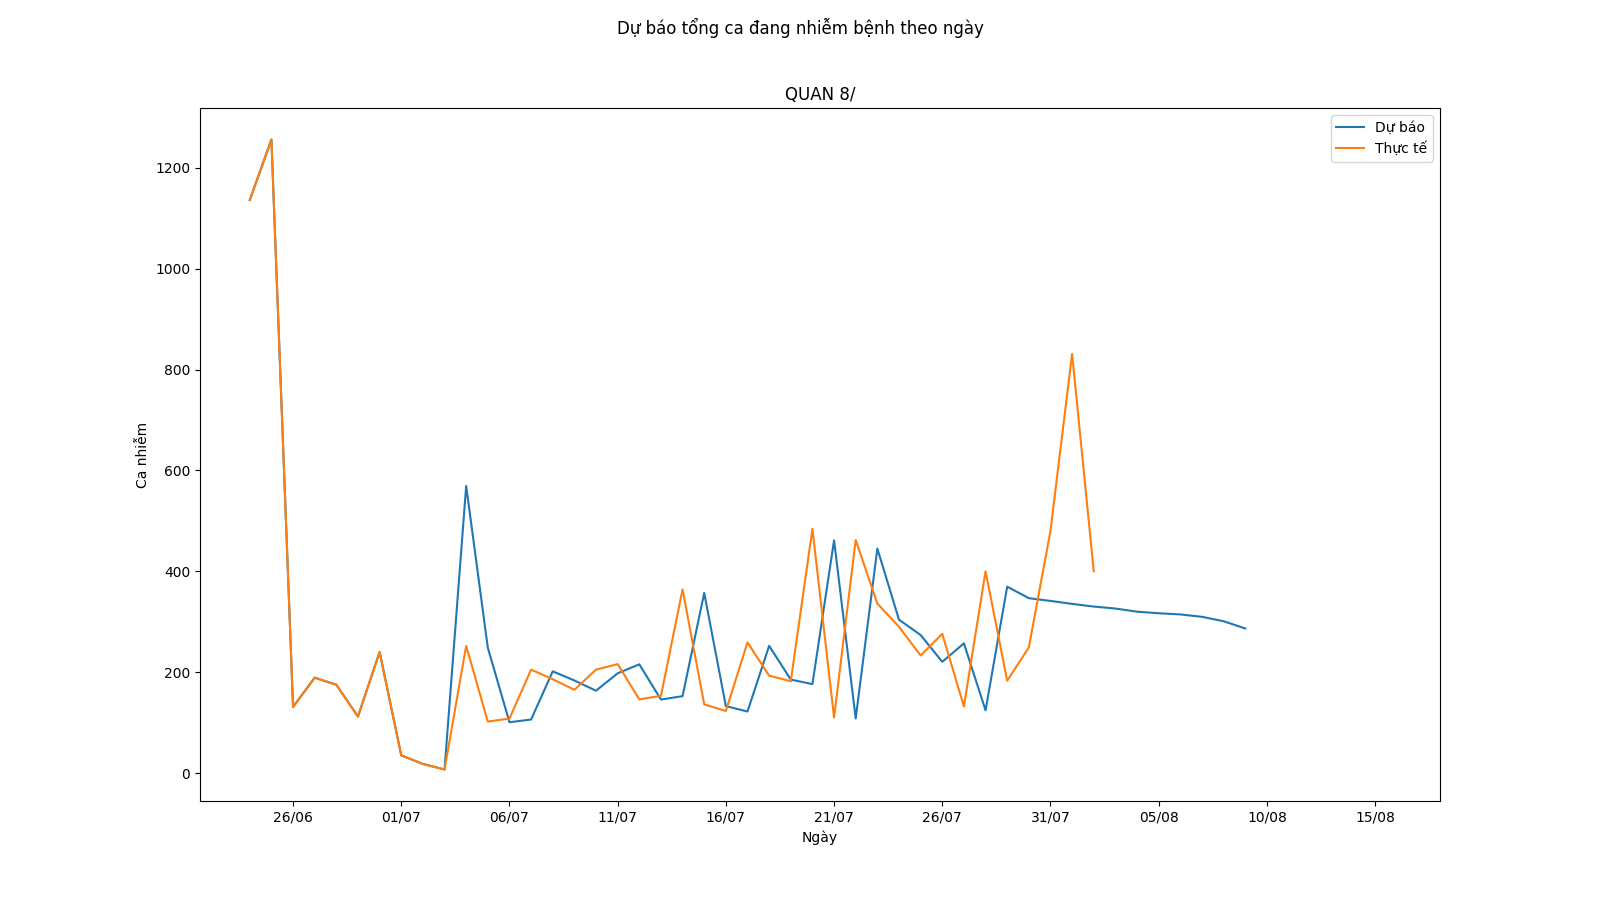 Dự báo tổng ca đang nhiễm bệnh theo ngày
QUAN 8/
Dự báo
Thực tế
1200
1000
800
600
400
200
0
Ca nhiễm
26/06 01/07 06/07 11/07 16/07 21/07 26/07 31/07 05/08 10/08 15/08
Ngày